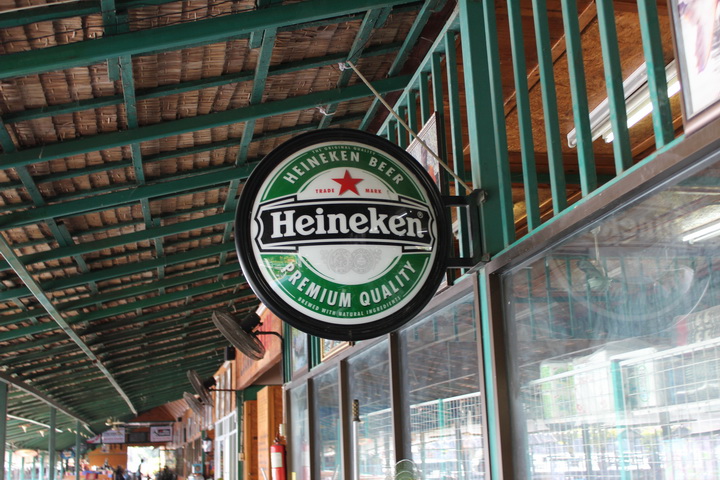 THE ORIGINAL QUALITY
HEINEKEN BEER
TRADE MARK
Heineken®
PREMIUM QUALITY
BREWED WITH NATURAL INGREDIENTS